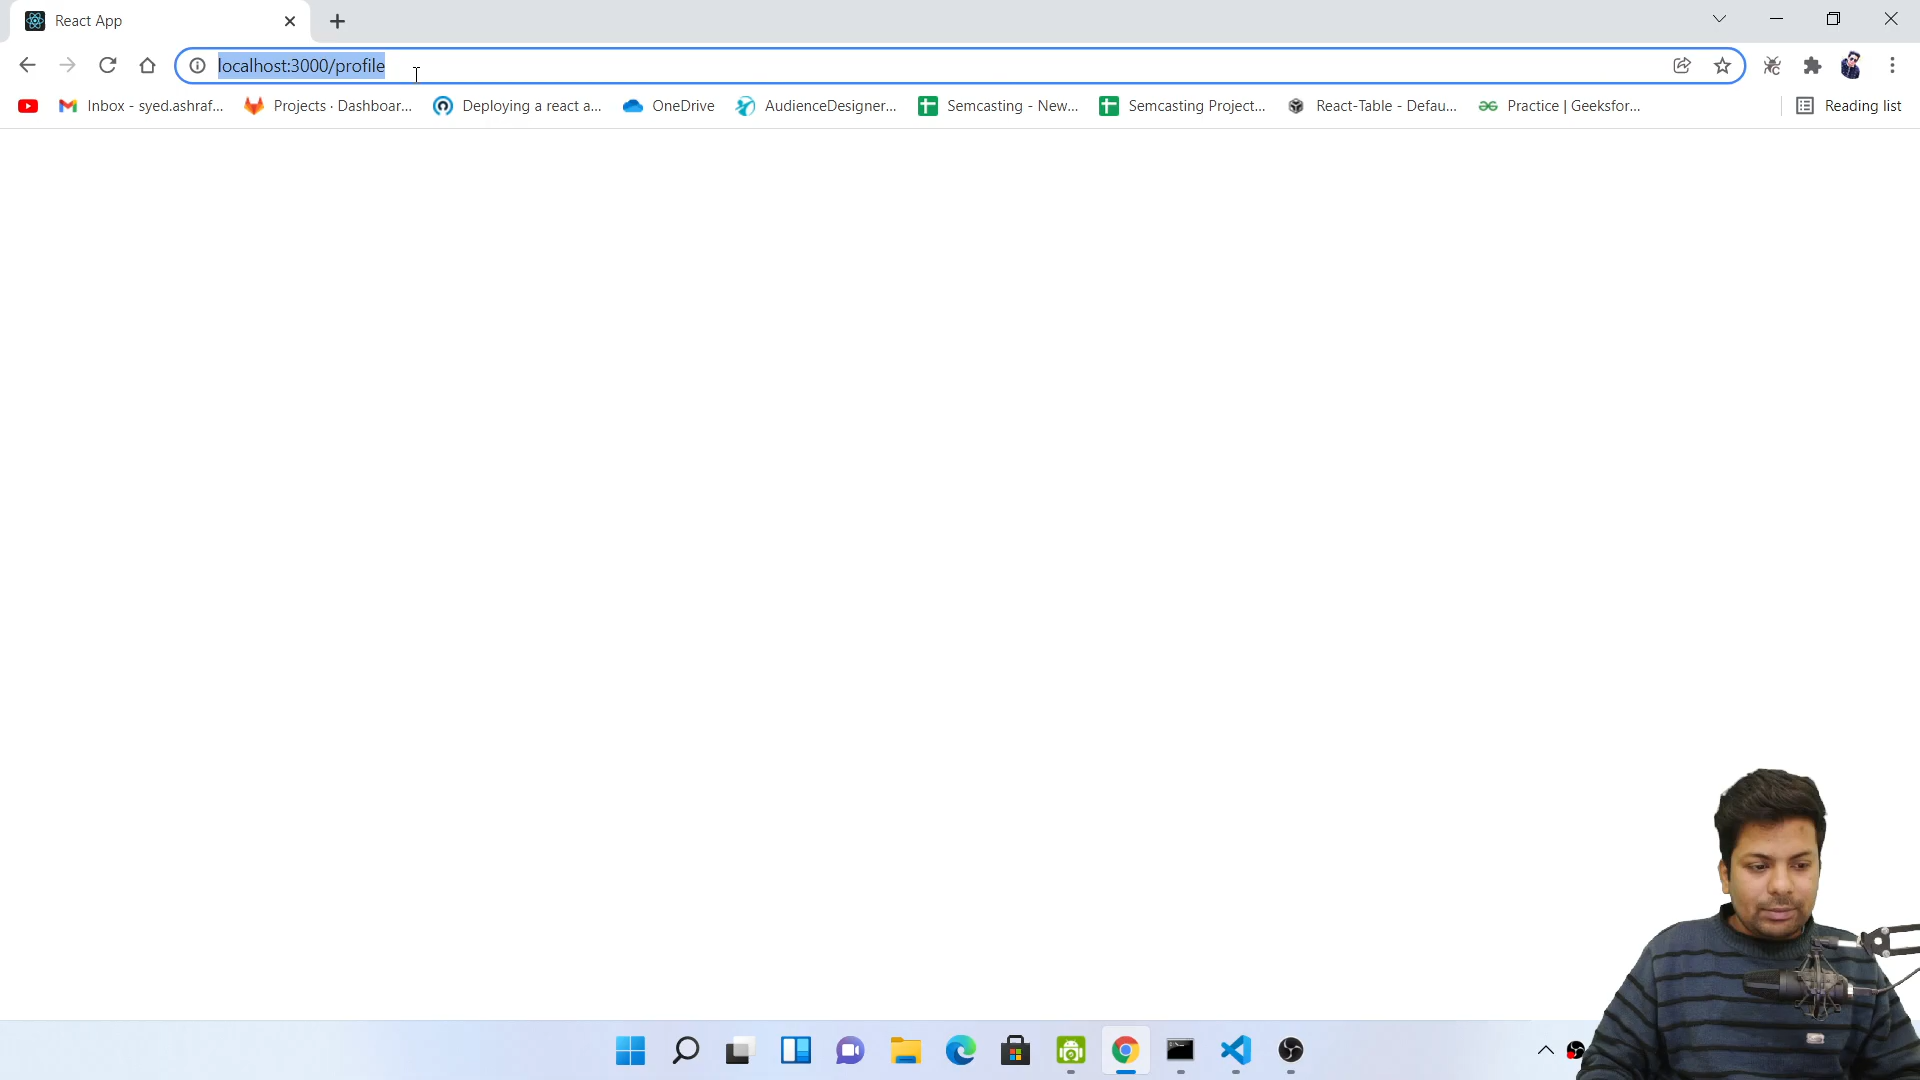 React App
localhost:3000/profile
Inbox - syed.ashraf... Projects · Dashboar... Deploying a react a... OneDrive AudienceDesigner... Semcasting - New... Semcasting Project... React-Table - Defau... Practice | Geeksfor... Reading list